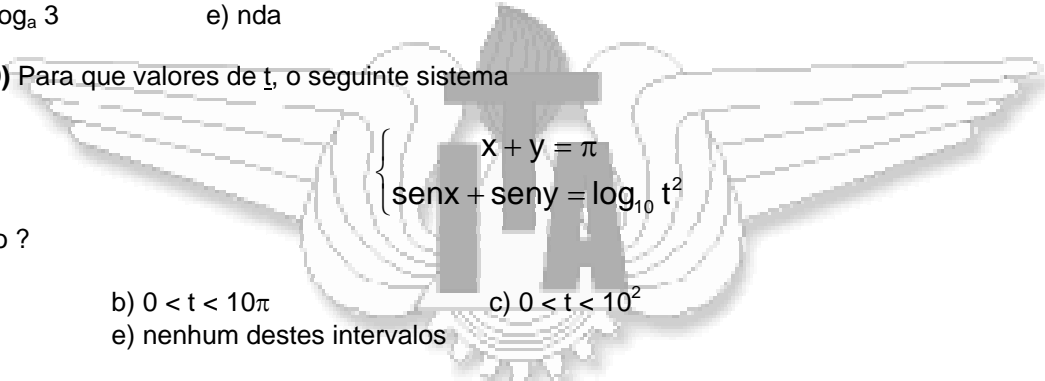 og_a 3 e) nda
) Para que valores de t, o seguinte sistema
x + y = π
senx + seny = log₁₀ t²
o ?
b) 0 < t < 10π c) 0 < t < 10²
e) nenhum destes intervalos
ITA